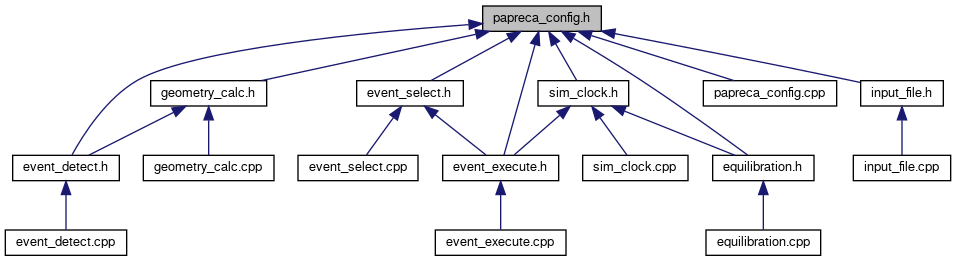 papreca_config.h
geometry_calc.h
event_select.h
sim_clock.h
papreca_config.cpp
input_file.h
event_detect.h
geometry_calc.cpp
event_select.cpp
event_execute.h
sim_clock.cpp
equilibration.h
input_file.cpp
event_detect.cpp
event_execute.cpp
equilibration.cpp